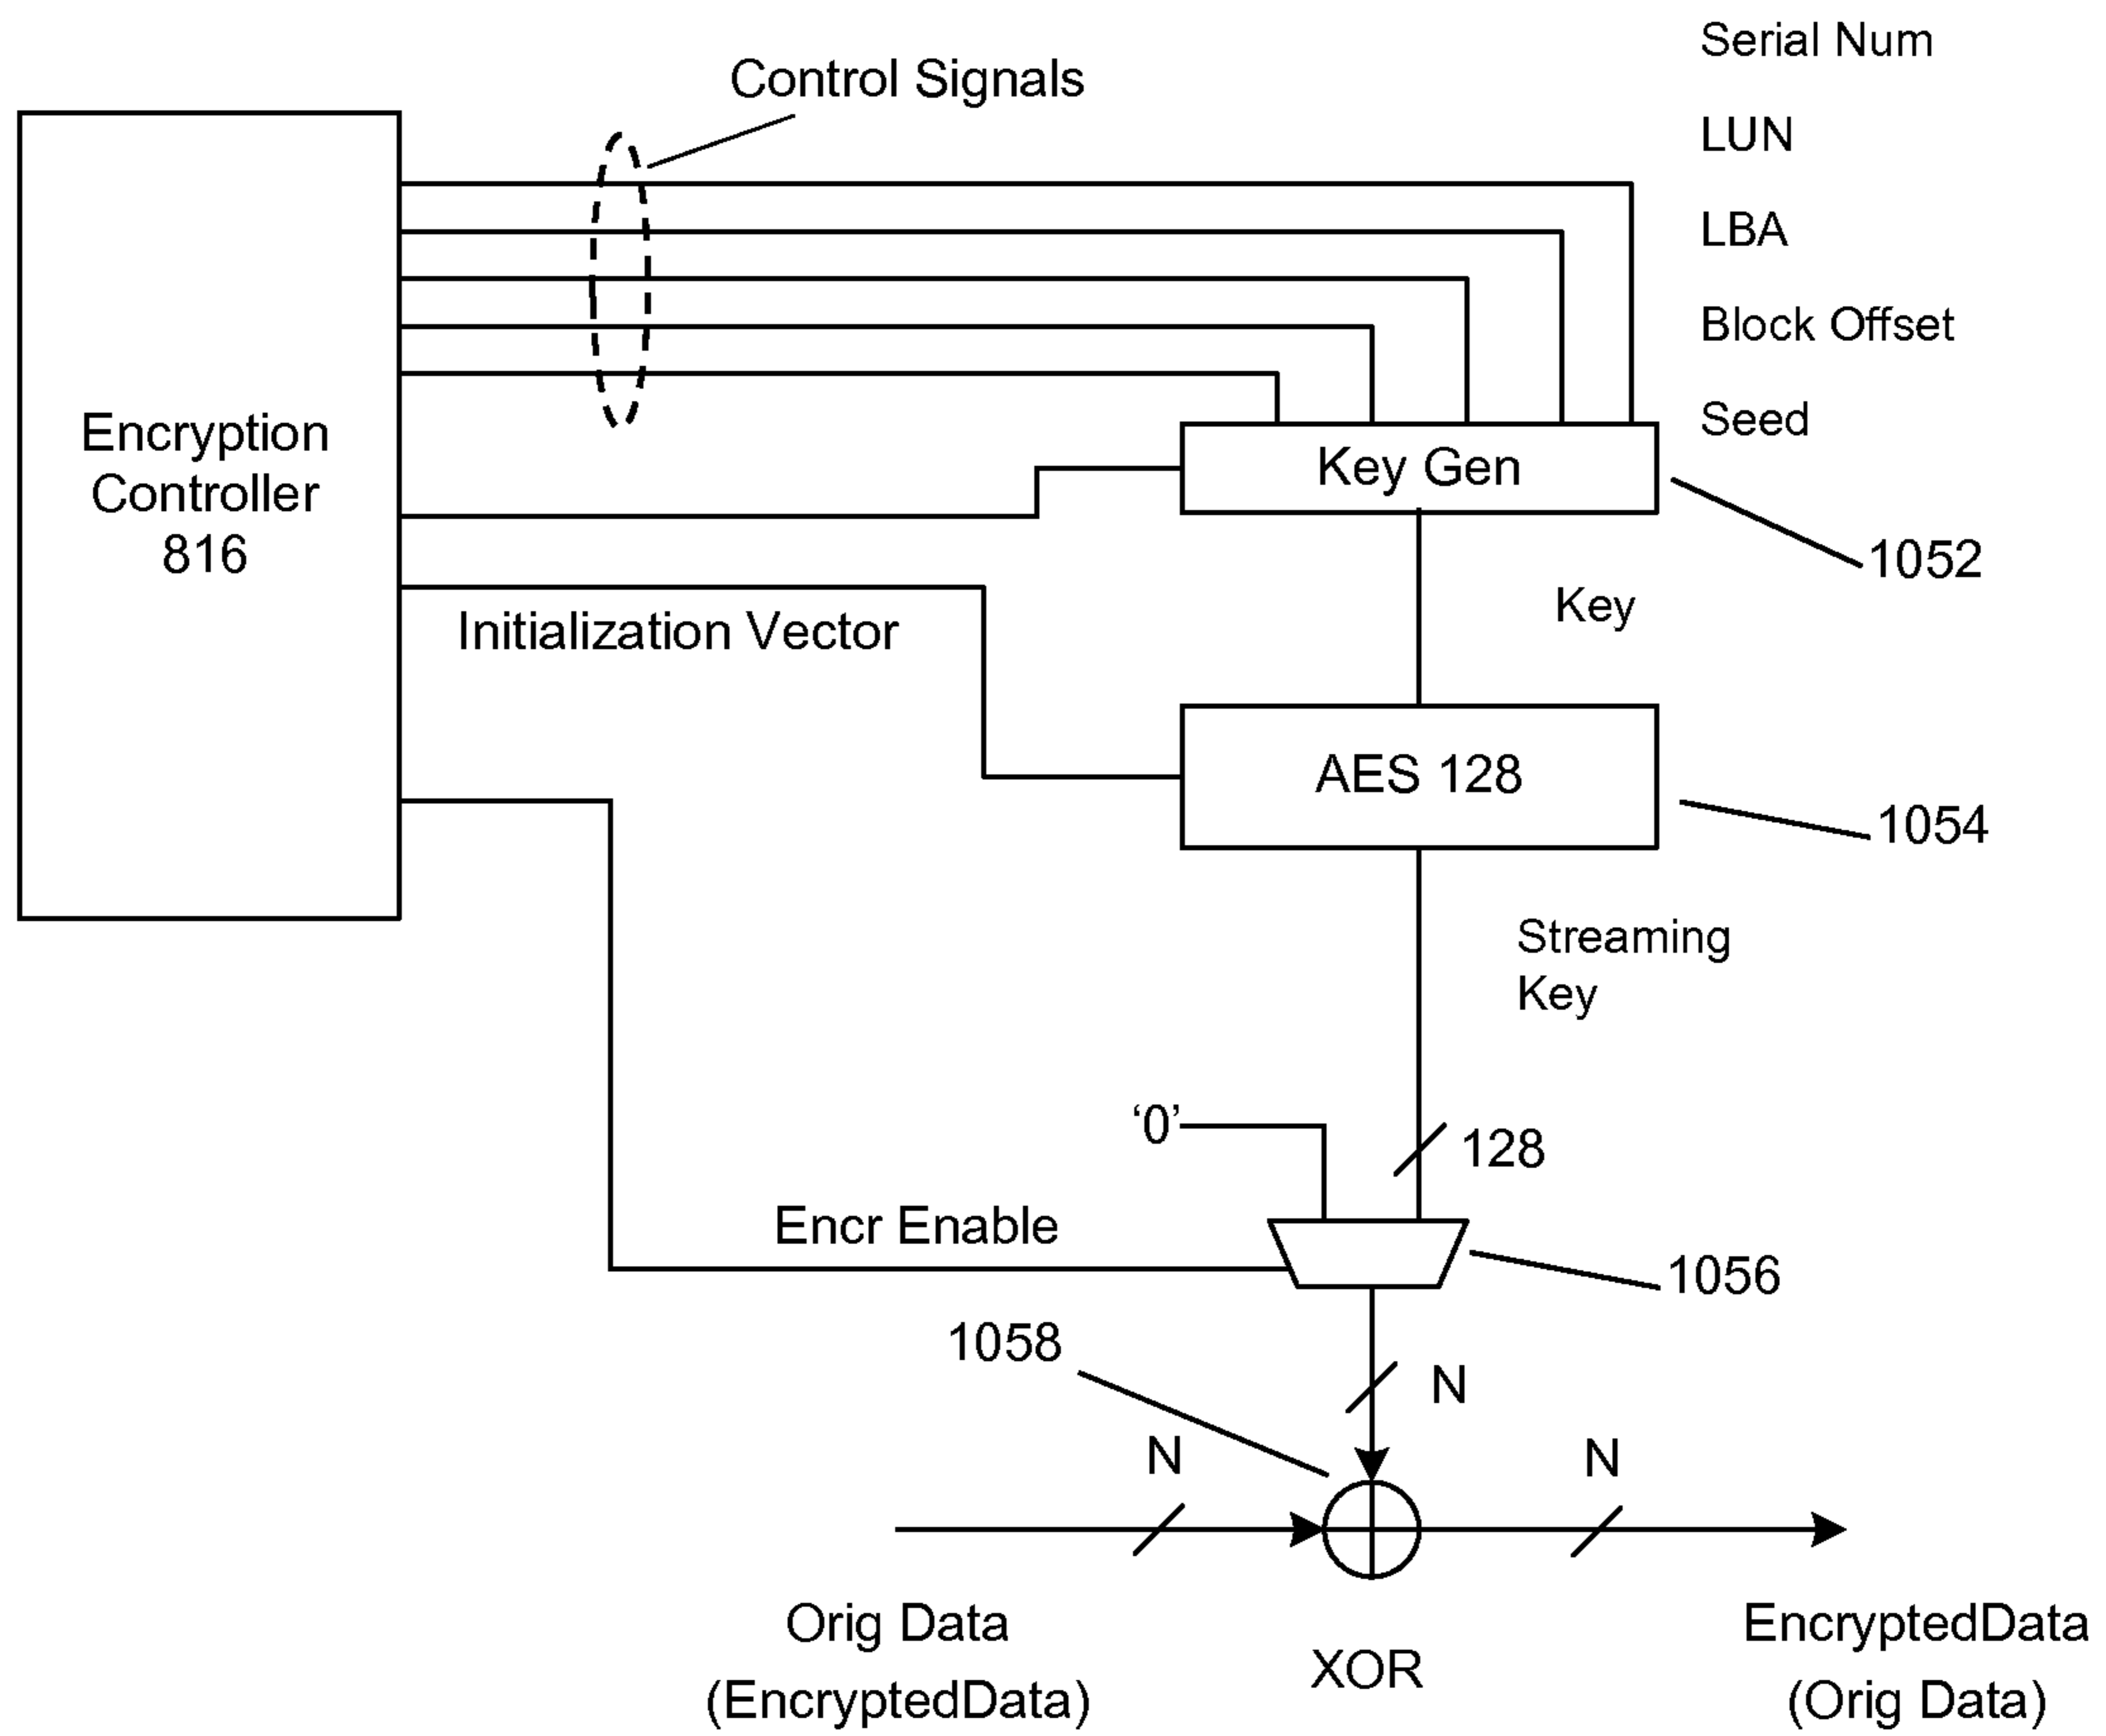 Serial Num
Control Signals
LUN
LBA
Block Offset
Seed
Encryption
Controller
816
Key Gen
1052
Key
Initialization Vector
AES 128
1054
Streaming
Key
‘0’
128
Encr Enable
1056
1058
N
N
N
Orig Data
(EncryptedData)
XOR
EncryptedData
(Orig Data)